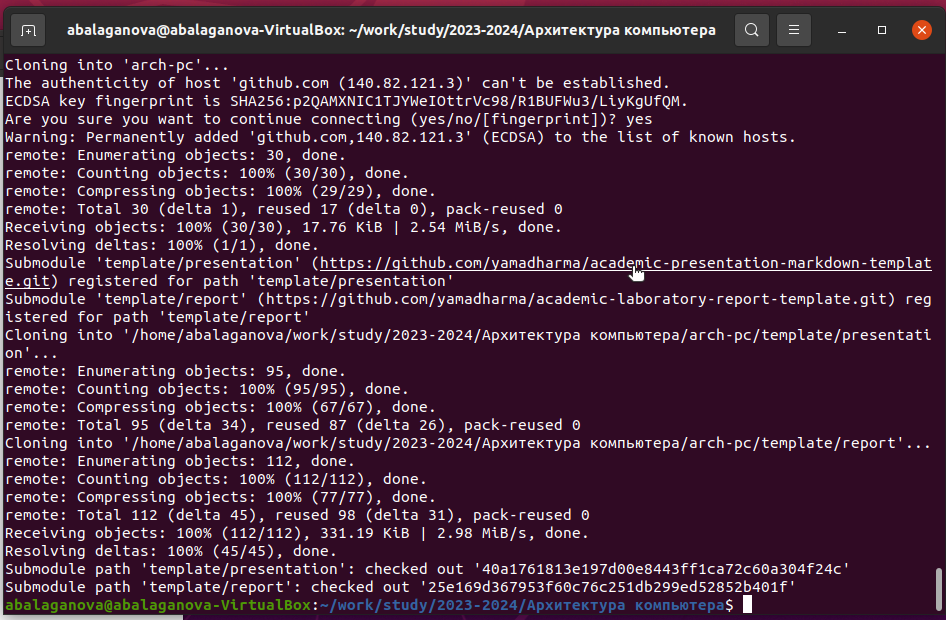 abalaganova@abalaganova-VirtualBox: ~/work/study/2023-2024/Архитектура компьютера
Cloning into 'arch-pc'...
The authenticity of host 'github.com (140.82.121.3)' can't be established.
ECDSA key fingerprint is SHA256:p2QAMXNIC1TJYWeIOttrVc98/R1BUFWu3/LiyKgUfQM.
Are you sure you want to continue connecting (yes/no/[fingerprint])? yes
Warning: Permanently added 'github.com,140.82.121.3' (ECDSA) to the list of known hosts.
remote: Enumerating objects: 30, done.
remote: Counting objects: 100% (30/30), done.
remote: Compressing objects: 100% (29/29), done.
remote: Total 30 (delta 1), reused 17 (delta 0), pack-reused 0
Receiving objects: 100% (30/30), 17.76 KiB | 2.54 MiB/s, done.
Resolving deltas: 100% (1/1), done.
Submodule 'template/presentation' (https://github.com/yamadharma/academic-presentation-markdown-templat
e.git) registered for path 'template/presentation'
Submodule 'template/report' (https://github.com/yamadharma/academic-laboratory-report-template.git) reg
istered for path 'template/report'
Cloning into '/home/abalaganova/work/study/2023-2024/Архитектура компьютера/arch-pc/template/presentati
on'...
remote: Enumerating objects: 95, done.
remote: Counting objects: 100% (95/95), done.
remote: Compressing objects: 100% (67/67), done.
remote: Total 95 (delta 34), reused 87 (delta 26), pack-reused 0
Cloning into '/home/abalaganova/work/study/2023-2024/Архитектура компьютера/arch-pc/template/report'...
remote: Enumerating objects: 112, done.
remote: Counting objects: 100% (112/112), done.
remote: Compressing objects: 100% (77/77), done.
remote: Total 112 (delta 45), reused 98 (delta 31), pack-reused 0
Receiving objects: 100% (112/112), 331.19 KiB | 2.98 MiB/s, done.
Resolving deltas: 100% (45/45), done.
Submodule path 'template/presentation': checked out '40a1761813e197d00e8443ff1ca72c60a304f24c'
Submodule path 'template/report': checked out '25e169d367953f60c76c251db299ed52852b401f'
abalaganova@abalaganova-VirtualBox:~/work/study/2023-2024/Архитектура компьютера$